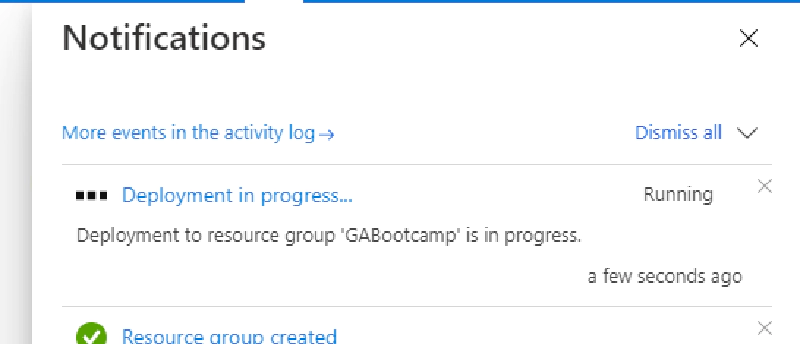 Notifications
More events in the activity log→ Dismiss all
Deployment in progress... Running
Deployment to resource group 'GABootcamp' is in progress.
a few seconds ago
Resource group created